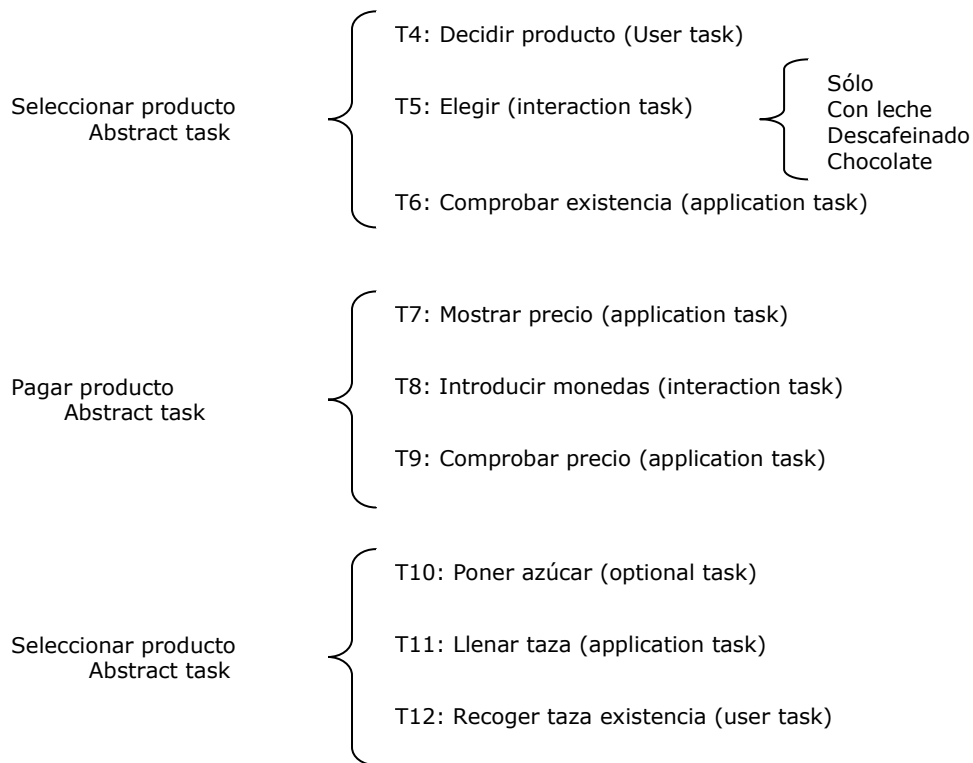 T4: Decidir producto (User task)
Seleccionar producto
Abstract task
T5: Elegir (interaction task)
Sólo
Con leche
Descafeinado
Chocolate
T6: Comprobar existencia (application task)
T7: Mostrar precio (application task)
Pagar producto
Abstract task
T8: Introducir monedas (interaction task)
T9: Comprobar precio (application task)
T10: Poner azúcar (optional task)
Seleccionar producto
Abstract task
T11: Llenar taza (application task)
T12: Recoger taza existencia (user task)